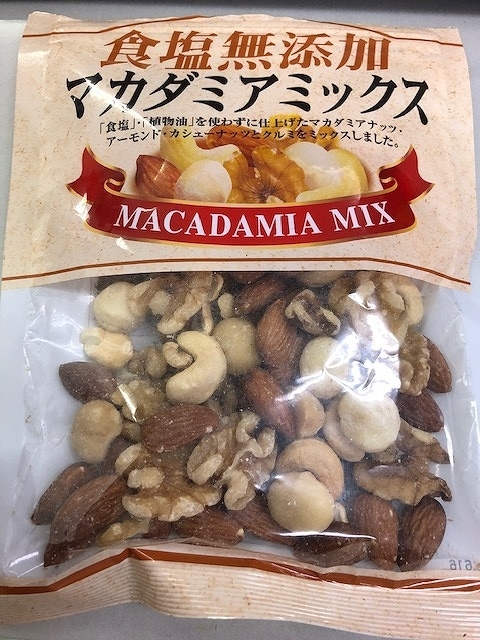 食塩無添加
マカダミアミックス
「食塩」・「植物油」を使わずに仕上げたマカダミアナッツ・
アーモンド・カシューナッツとクルミをミックスしました。
MACADAMIA MIX
616